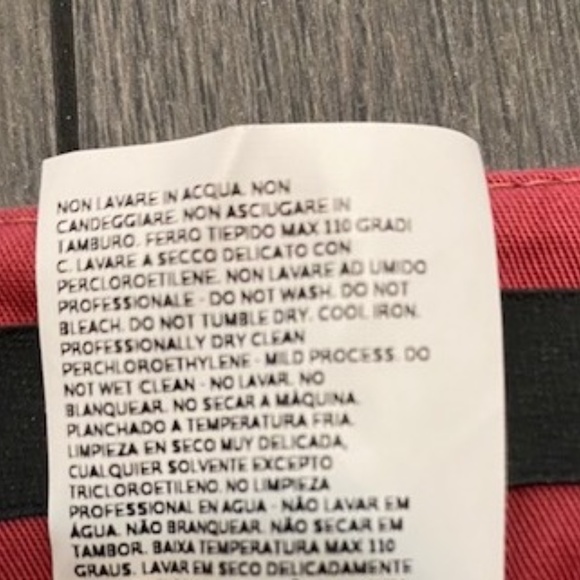 NON LAVARE IN ACQUA. NON
CANDEGGIARE. NON ASCIUGARE IN
TAMBURO. FERRO TIEPIDO MAX 110 GRADI
C. LAVARE A SECCO DELICATO CON
PERCLOROETILENE. NON LAVARE AD UMIDO
PROFESSIONALE - DO NOT WASH. DO NOT
BLEACH. DO NOT TUMBLE DRY. COOL IRON.
PROFESSIONALLY DRY CLEAN
PERCHLOROETHYLENE - MILD PROCESS. DO
NOT WET CLEAN - NO LAVAR. NO
BLANQUEAR. NO SECAR A MÁQUINA.
PLANCHADO A TEMPERATURA FRIA.
LIMPIEZA EN SECO MUY DELICADA,
CUALQUIER SOLVENTE EXCEPTO
TRICLOROETILENO. NO LIMPIEZA
PROFESSIONAL EN AGUA - NÃO LAVAR EM
ÁGUA. NÃO BRANQUEAR. NÃO SECAR EM
TAMBOR. BAIXA TEMPERATURA MAX 110
GRAUS. LAVAR EM SECO DELICADAMENTE